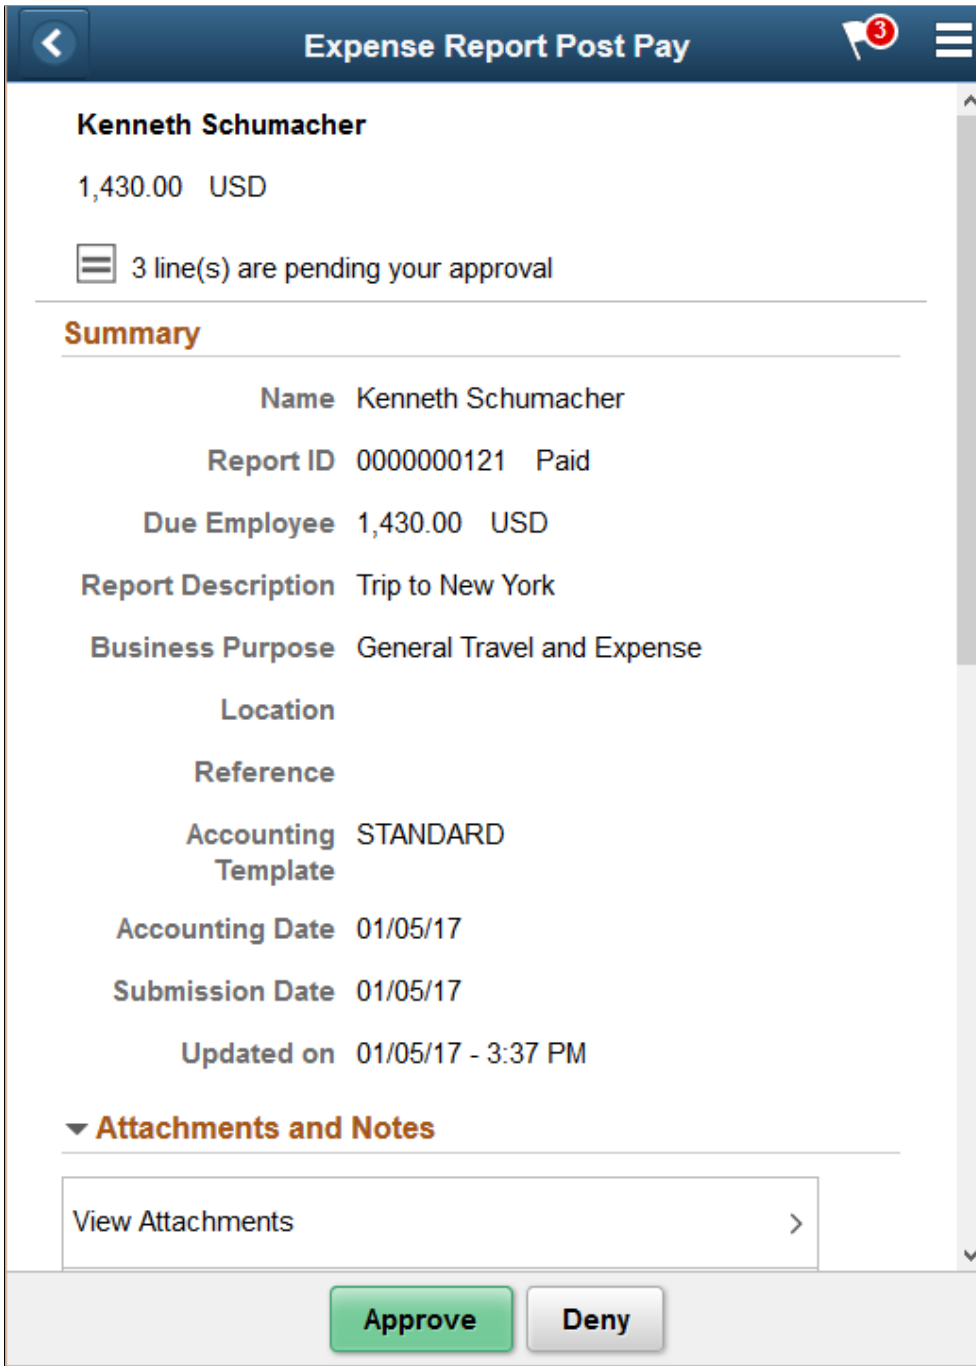 Expense Report Post Pay
3
Kenneth Schumacher
1,430.00 USD
3 line(s) are pending your approval
Summary
Name Kenneth Schumacher
Report ID 0000000121 Paid
Due Employee 1,430.00 USD
Report Description Trip to New York
Business Purpose General Travel and Expense
Location
Reference
Accounting STANDARD
Template
Accounting Date 01/05/17
Submission Date 01/05/17
Updated on 01/05/17 - 3:37 PM
Attachments and Notes
View Attachments
Approve Deny